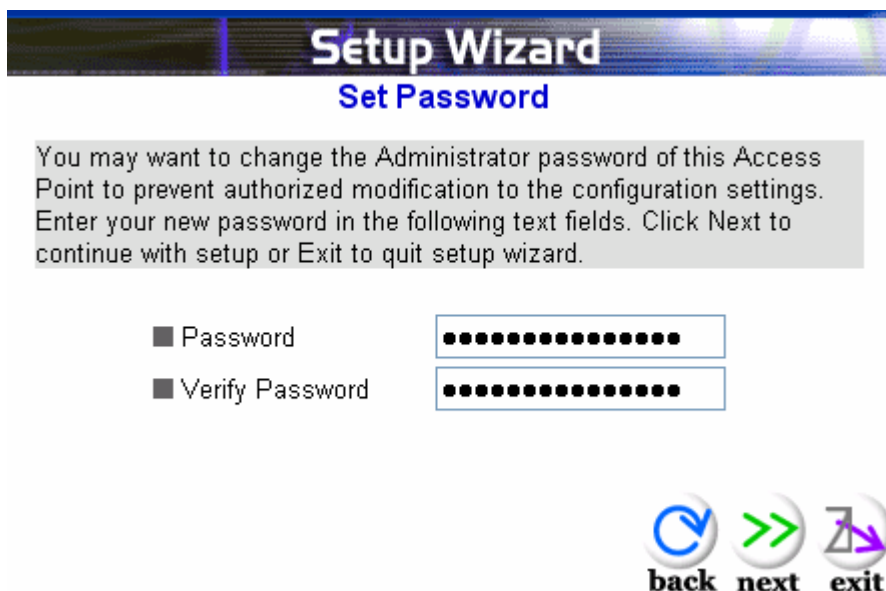 Setup Wizard
Set Password
You may want to change the Administrator password of this Access
Point to prevent authorized modification to the configuration settings.
Enter your new password in the following text fields. Click Next to
continue with setup or Exit to quit setup wizard.
Password ●●●●●●●●●●●●●●●
Verify Password ●●●●●●●●●●●●●●●
back next exit